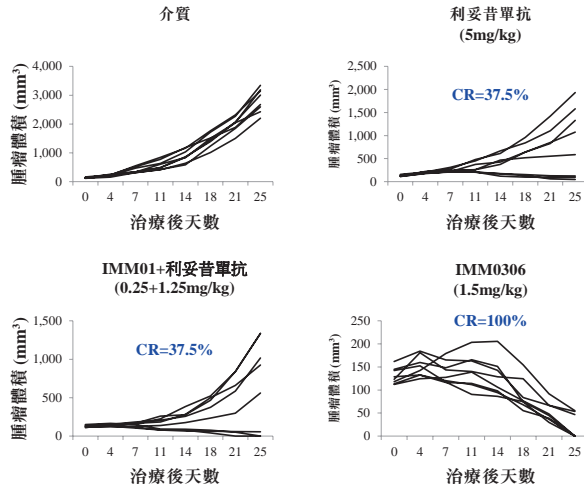 介質
腫瘤體積 (mm³)
4,000
3,000
2,000
1,000
0
0 4 7 11 14 18 21 25
治療後天數
利妥昔單抗
(5mg/kg)
CR=37.5%
腫瘤體積 (mm³)
2,500
2,000
1,500
1,000
500
0
0 4 7 11 14 18 21 25
治療後天數
IMM01+利妥昔單抗
(0.25+1.25mg/kg)
CR=37.5%
腫瘤體積 (mm³)
1,500
1,000
500
0
0 4 7 11 14 18 21 25
治療後天數
IMM0306
(1.5mg/kg)
CR=100%
腫瘤體積 (mm³)
250
200
150
100
50
0
0 4 7 11 14 18 21 25
治療後天數